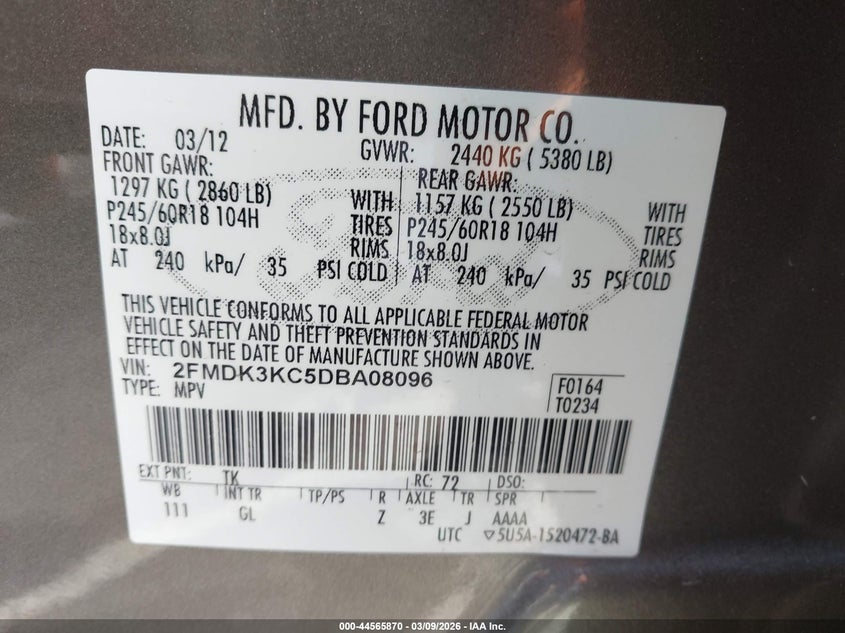 MFD. BY FORD MOTOR CO.
DATE: 03/12
GVWR: 2440 KG ( 5380 LB)
FRONT GAWR:
1297 KG ( 2860 LB) WITH
P245/60R18 104H TIRES
18x8.0J RIMS
AT 240 kPa/ 35 PSI COLD
REAR GAWR:
1157 KG ( 2550 LB) WITH
P245/60R18 104H TIRES
18x8.0J RIMS
AT 240 kPa/ 35 PSI COLD
THIS VEHICLE CONFORMS TO ALL APPLICABLE FEDERAL MOTOR
VEHICLE SAFETY AND THEFT PREVENTION STANDARDS IN
EFFECT ON THE DATE OF MANUFACTURE SHOWN ABOVE.
VIN: 2FMDK3KC5DBA08096
TYPE: MPV
F0164
T0234
EXT PNT: TK RC: 72 DSO:
WB INT TR TP/PS R AXLE TR SPR
111 GL Z 3E J AAAA
UTC ▽5U5A-1520472-BA
000-44565870 | 03/09/2026 | IAA Inc.